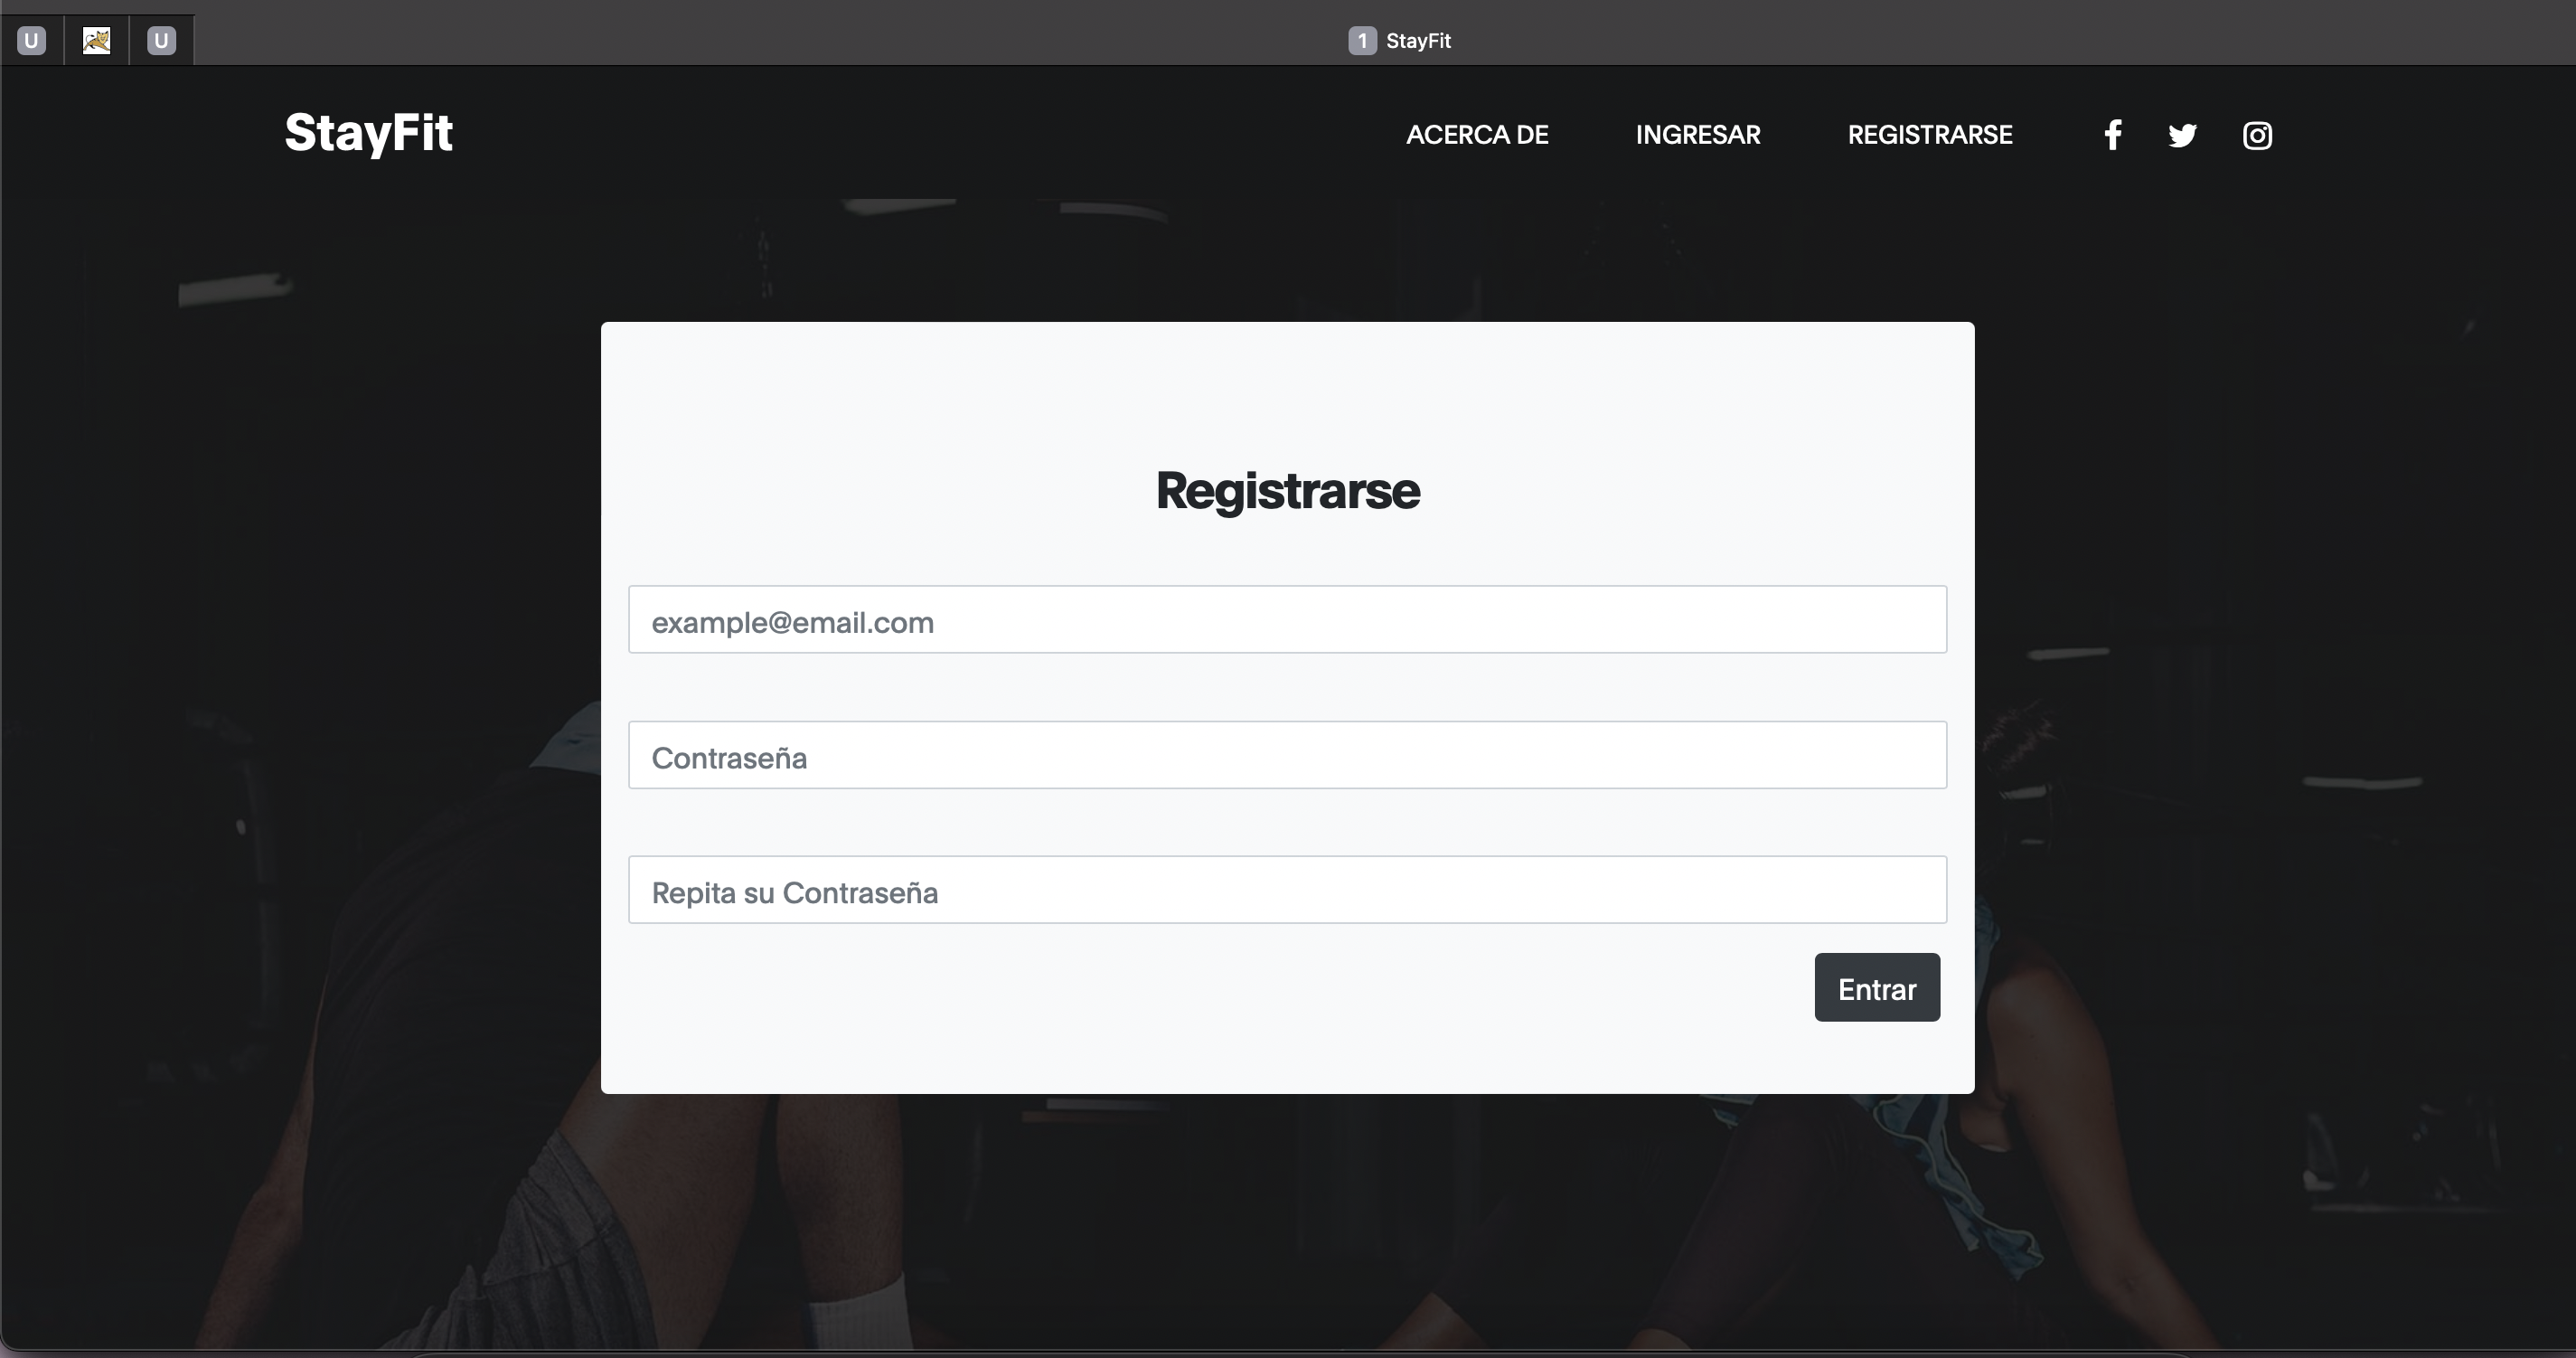 U
U
1 StayFit
StayFit
ACERCA DE INGRESAR REGISTRARSE
Registrarse
example@email.com
Contraseña
Repita su Contraseña
Entrar